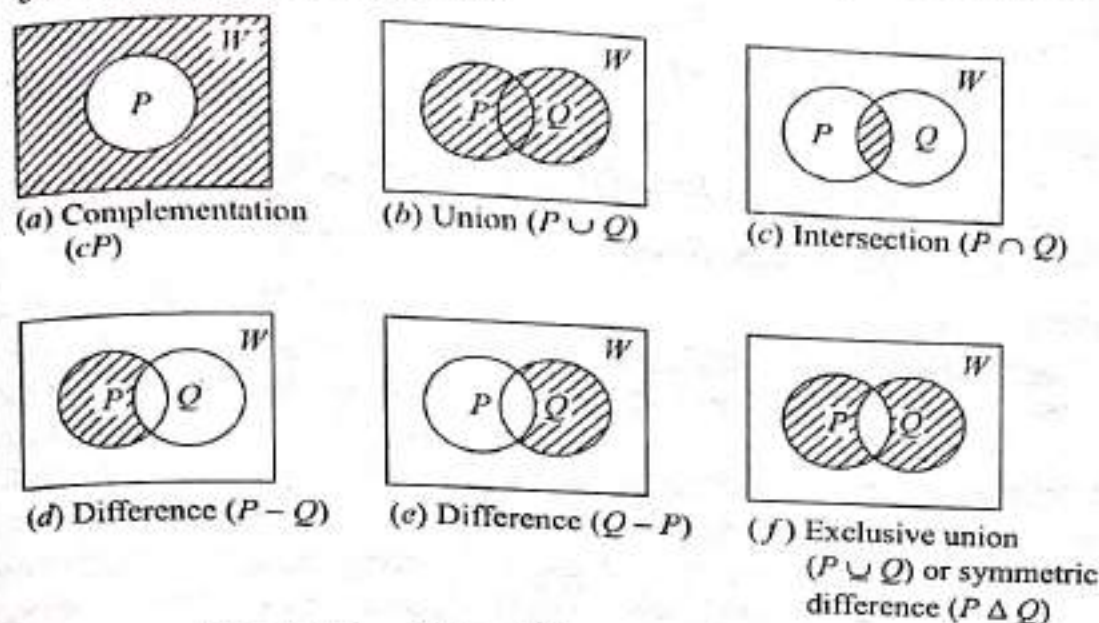 W
P
(a) Complementation
(cP)
W
P Q
(b) Union (P ∪ Q)
W
P Q
(c) Intersection (P ∩ Q)
W
P Q
(d) Difference (P – Q)
W
P Q
(e) Difference (Q – P)
W
P Q
(f) Exclusive union
(P ⨃ Q) or symmetric
difference (P Δ Q)